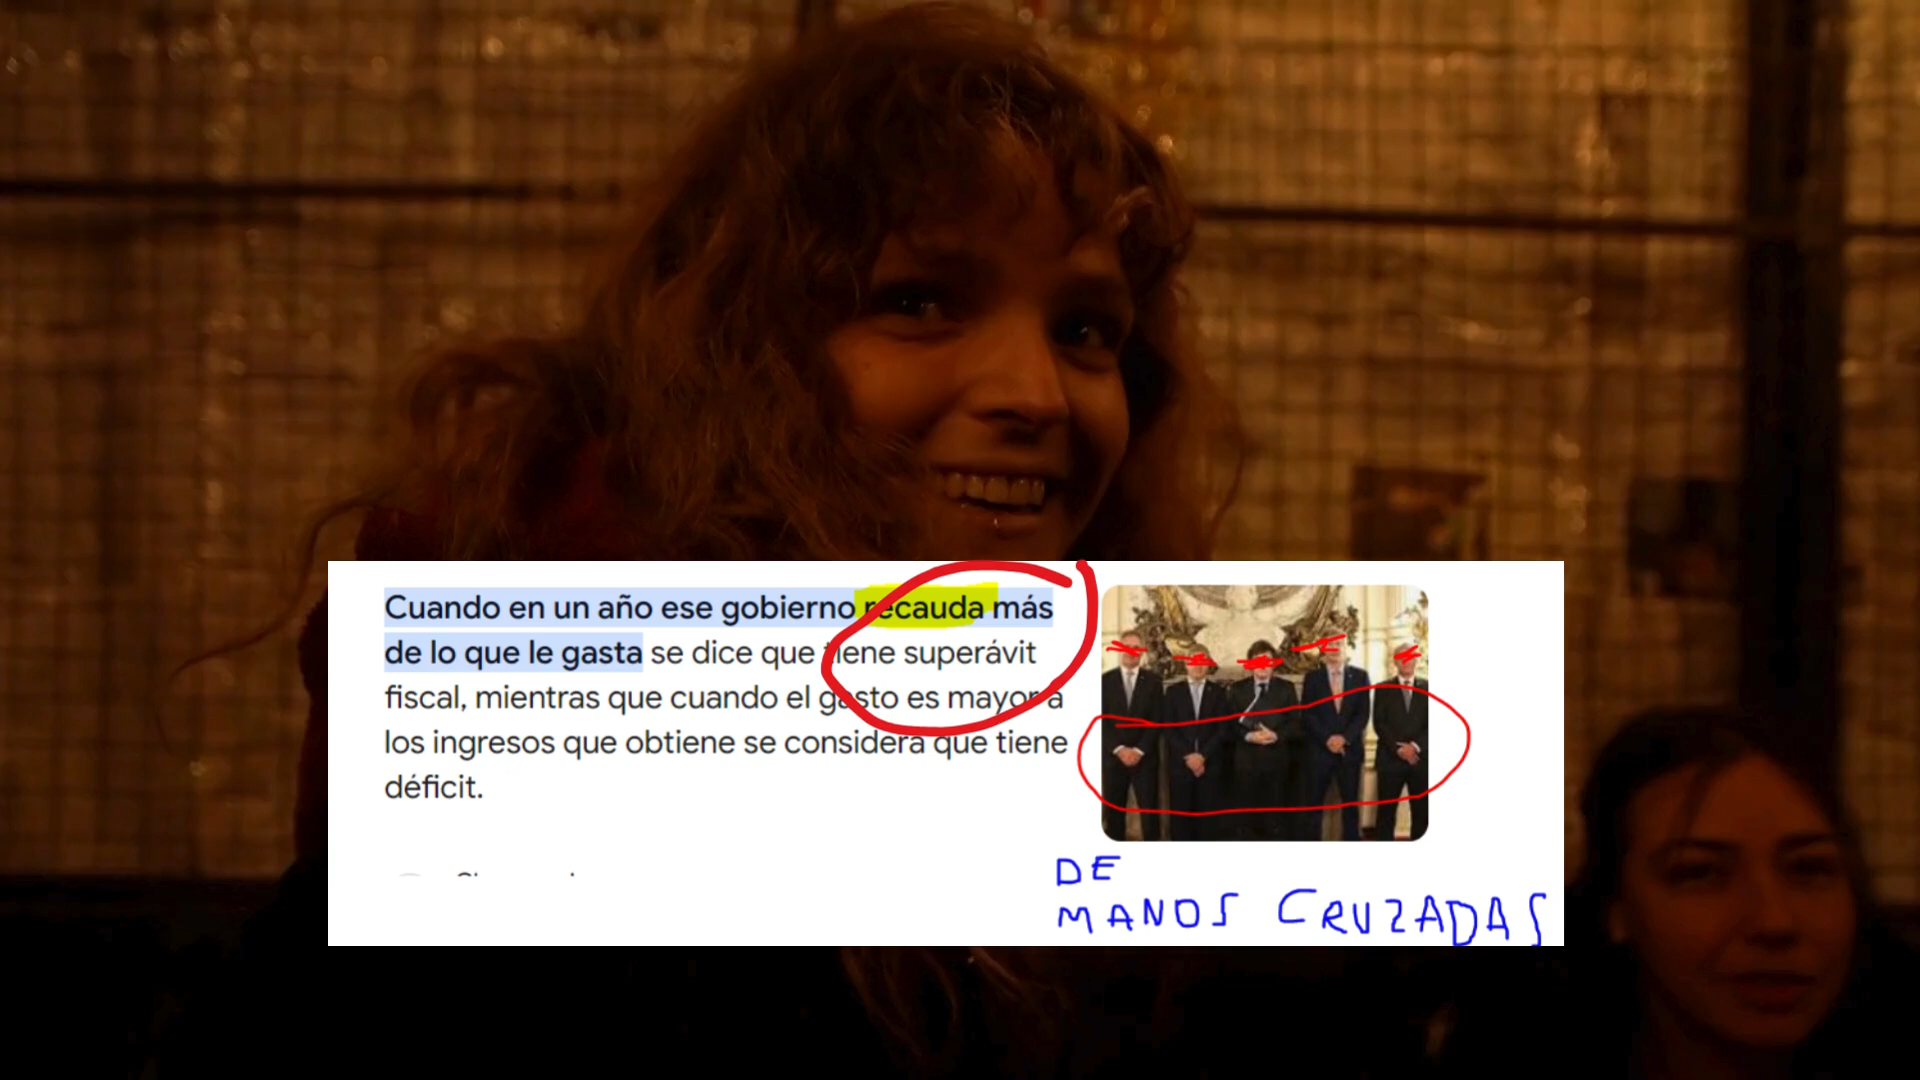 Cuando en un año ese gobierno recauda más
de lo que le gasta se dice que tiene superávit
fiscal, mientras que cuando el gasto es mayor a
los ingresos que obtiene se considera que tiene
déficit.
DE
MANOS CRUZADAS